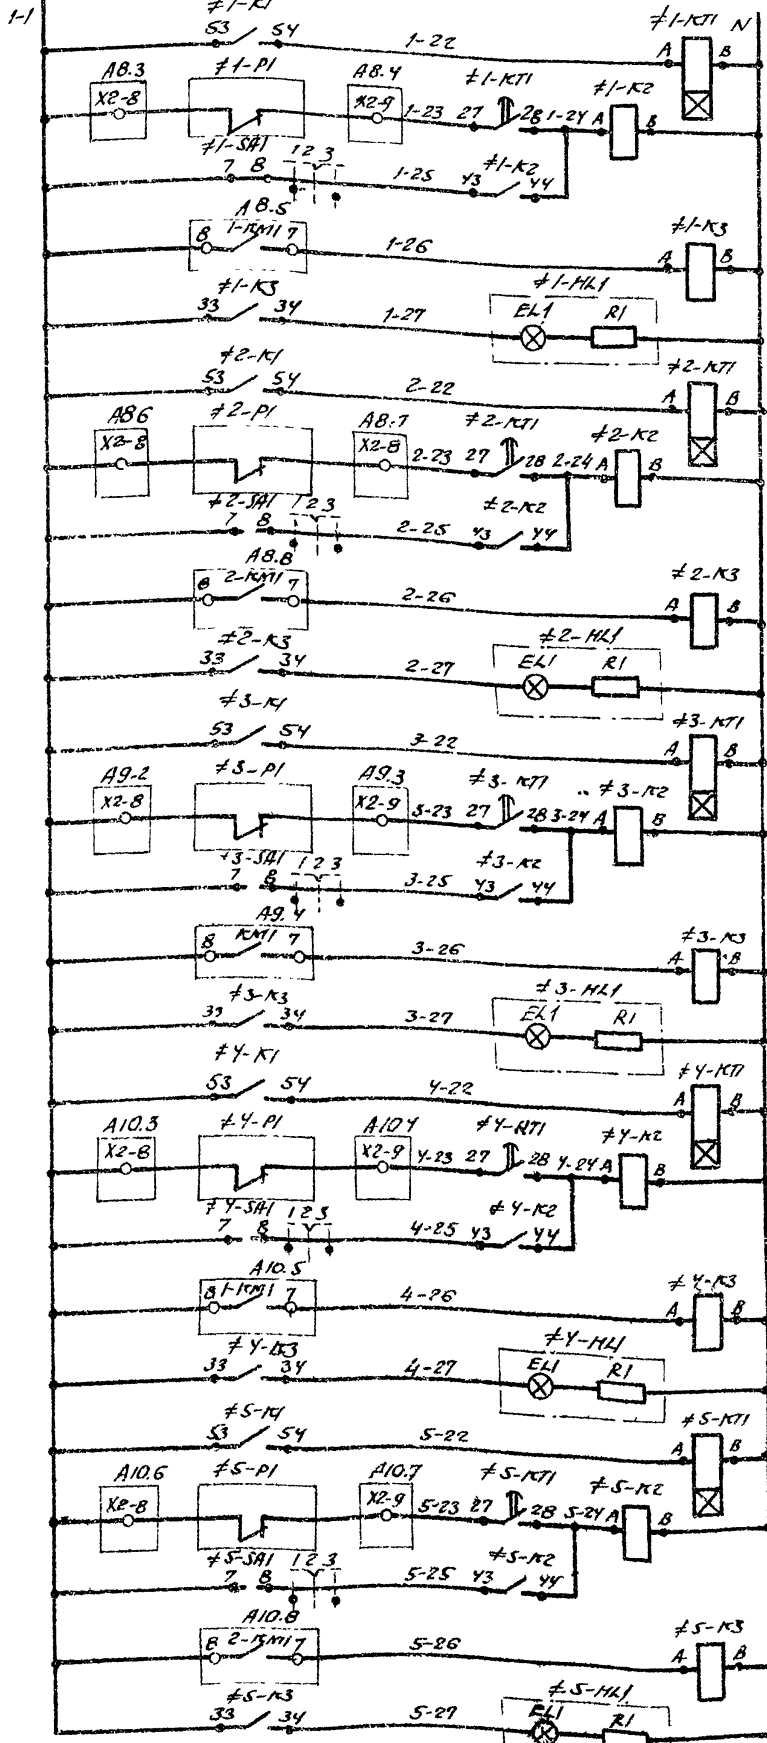 1-1
≠1-K1
53 54 1-22 A ≠1-KT1 B N
A8.3 ≠1-P1 A8.4 ≠1-KT1 ≠1-K2
X2-8 X2-9 1-23 27 28 1-24 A B
≠1-SA1 1 2 3
7 8 1-25 43 ≠1-K2 44
A8.5
8 1-KM1 7 1-26 A ≠1-K3 B
≠1-K3 ≠1-HL1
33 34 1-27 EL1 R1
≠2-K1
53 54 2-22 A ≠2-KT1 B
A8.6 ≠2-P1 A8.7 ≠2-KT1 ≠2-K2
X2-8 X2-8 2-23 27 28 2-24 A B
≠2-SA1 1 2 3
7 8 2-25 43 ≠2-K2 44
A8.8
8 2-KM1 7 2-26 A ≠2-K3 B
≠2-K3 ≠2-HL1
33 34 2-27 EL1 R1
≠3-K1
53 54 3-22 A ≠3-KT1 B
A9.2 ≠3-P1 A9.3 ≠3-KT1 ≠3-K2
X2-8 X2-9 3-23 27 28 3-24 A B
≠3-SA1 1 2 3
7 8 3-25 43 ≠3-K2 44
A9.4
8 KM1 7 3-26 A ≠3-K3 B
≠3-K3 ≠3-HL1
33 34 3-27 EL1 R1
≠4-K1
53 54 4-22 A ≠4-KT1 B
A10.3 ≠4-P1 A10.4 ≠4-KT1 ≠4-K2
X2-8 X2-9 4-23 27 28 4-24 A B
≠4-SA1 1 2 3
7 8 4-25 43 ≠4-K2 44
A10.5
8 1-KM1 7 4-26 A ≠4-K3 B
≠4-K3 ≠4-HL1
33 34 4-27 EL1 R1
≠5-K1
53 54 5-22 A ≠5-KT1 B
A10.6 ≠5-P1 A10.7 ≠5-KT1 ≠5-K2
X2-8 X2-9 5-23 27 28 5-24 A B
≠5-SA1 1 2 3
7 8 5-25 43 ≠5-K2 44
A10.8
8 2-KM1 7 5-26 A ≠5-K3 B
≠5-K3 ≠5-HL1
33 34 5-27 EL1 R1